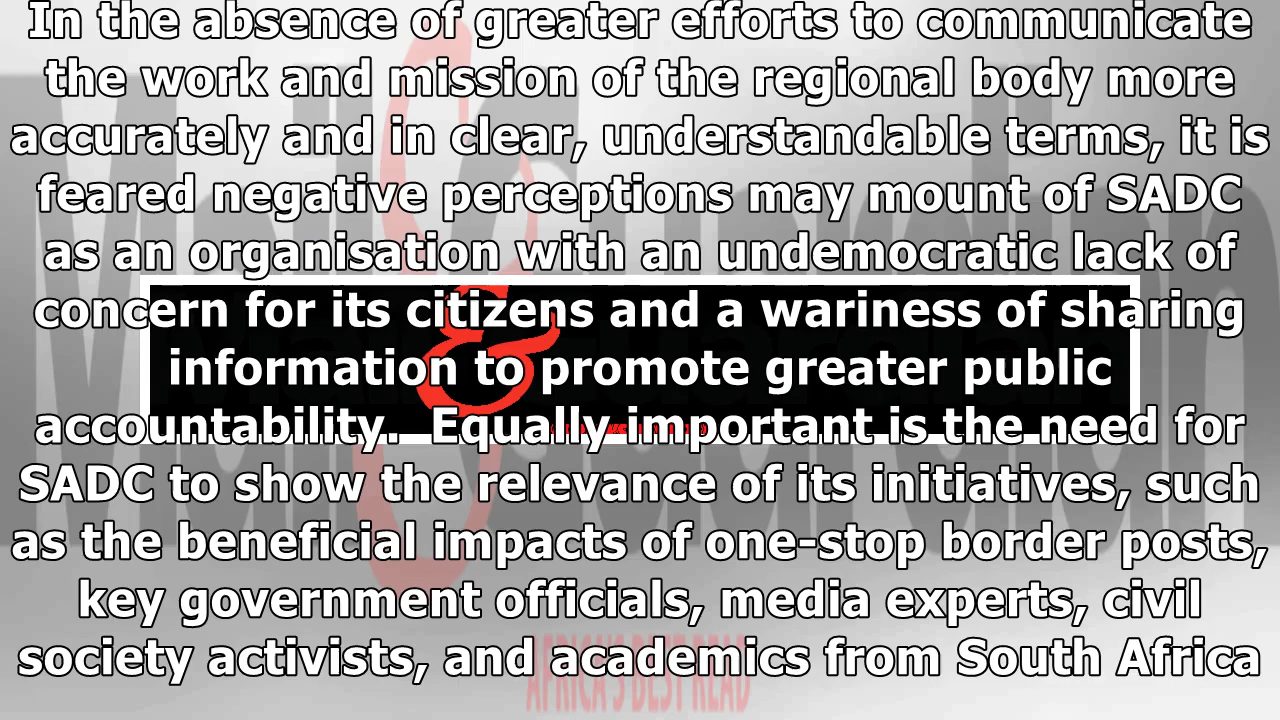 In the absence of greater efforts to communicate
the work and mission of the regional body more
accurately and in clear, understandable terms, it is
feared negative perceptions may mount of SADC
as an organisation with an undemocratic lack of
concern for its citizens and a wariness of sharing
information to promote greater public
accountability.  Equally important is the need for
SADC to show the relevance of its initiatives, such
as the beneficial impacts of one-stop border posts,
key government officials, media experts, civil
society activists, and academics from South Africa
AFRICA'S BEST READ